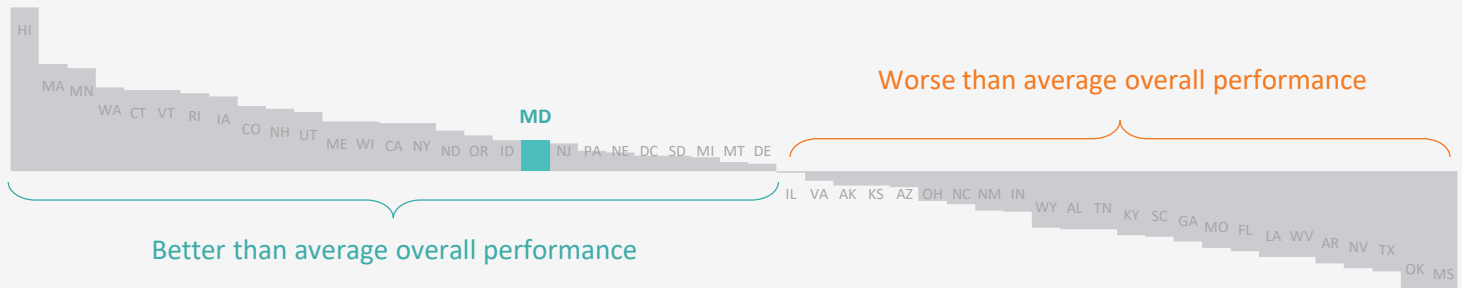 HI
MA
MN
WA
CT
VT
RI
IA
CO
NH
UT
ME
WI
CA
NY
ND
OR
ID
MD
NJ
PA
NE
DC
SD
MI
MT
DE
Worse than average overall performance
IL
VA
AK
KS
AZ
OH
NC
NM
IN
WY
AL
TN
KY
SC
GA
MO
FL
LA
WV
AR
NV
TX
OK
MS
Better than average overall performance